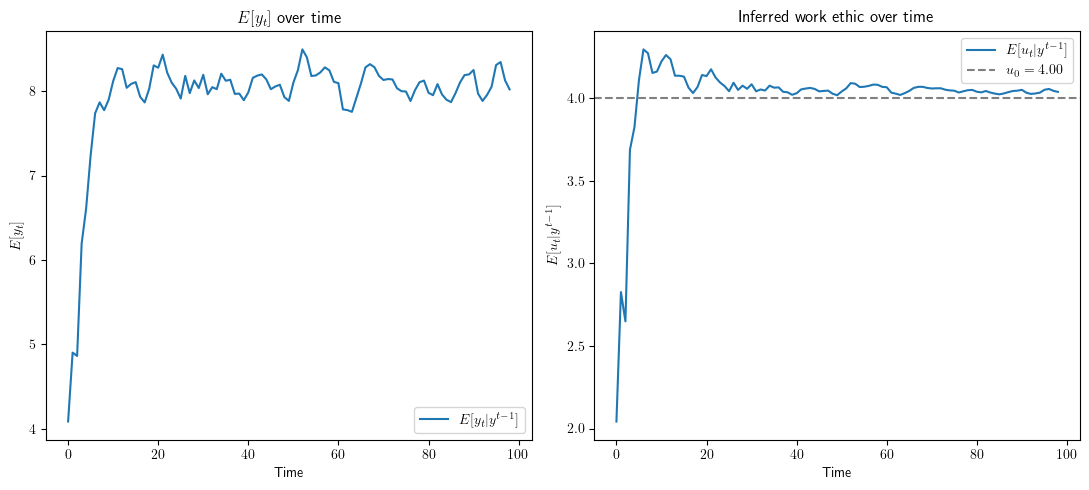 E[y_t] over time
E[y_t]
8
7
6
5
4
0 20 40 60 80 100
Time
E[y_t|y^{t-1}]
Inferred work ethic over time
E[u_t|y^{t-1}]
4.0
3.5
3.0
2.5
2.0
0 20 40 60 80 100
Time
E[u_t|y^{t-1}]
u_0 = 4.00